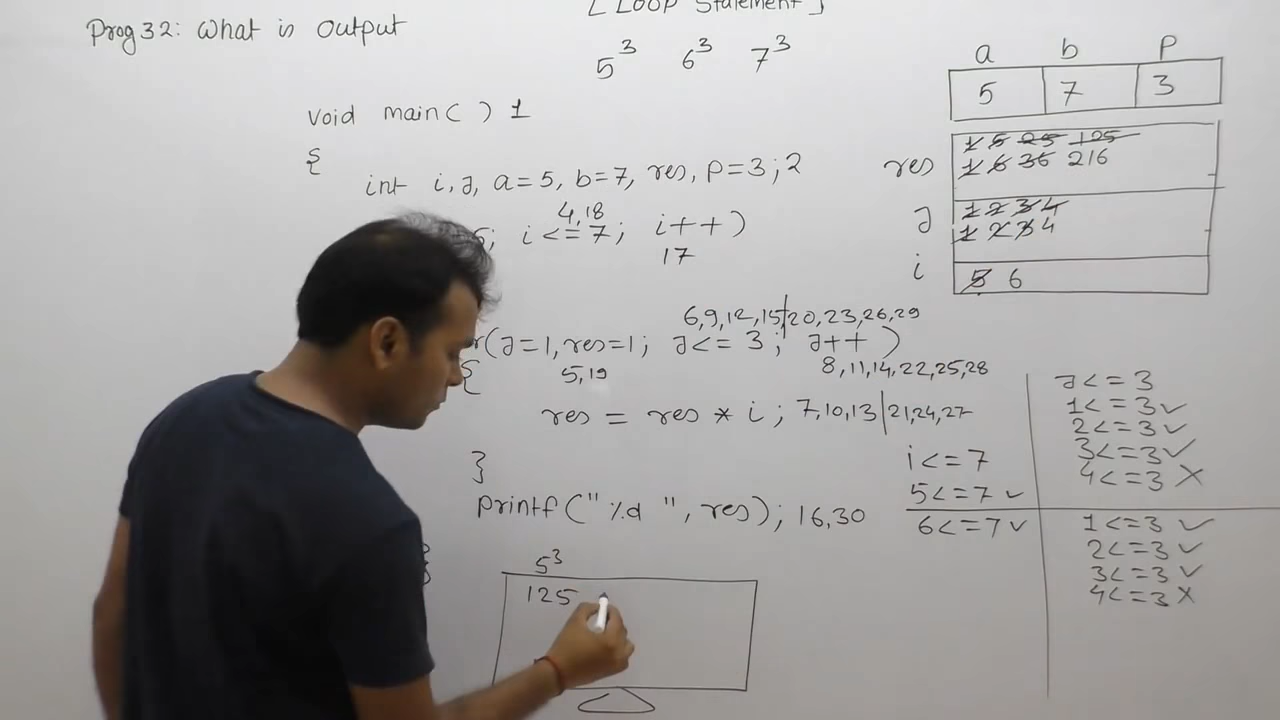 [ Loop Statement ]
Prog 32: What is Output
5³ 6³ 7³
void main( ) 1
{
int i, j, a=5, b=7, res, p=3; 2
4,18
; i<=7; i++)
17
6,9,12,15,20,23,26,29
(j=1, res=1; j<=3; j++)
{
5,19
8,11,14,22,25,28
res = res * i; 7,10,13 21,24,27
}
printf("%d ", res); 16,30
5³
125
a b p
5 7 3
res
1 5 25 125
1 6 36 216
j
1 2 3 4
1 2 3 4
i
5 6
i<=7
5<=7 ✓
6<=7 ✓
j<=3
1<=3 ✓
2<=3 ✓
3<=3 ✓
4<=3 X
1<=3 ✓
2<=3 ✓
3<=3 ✓
4<=3 X